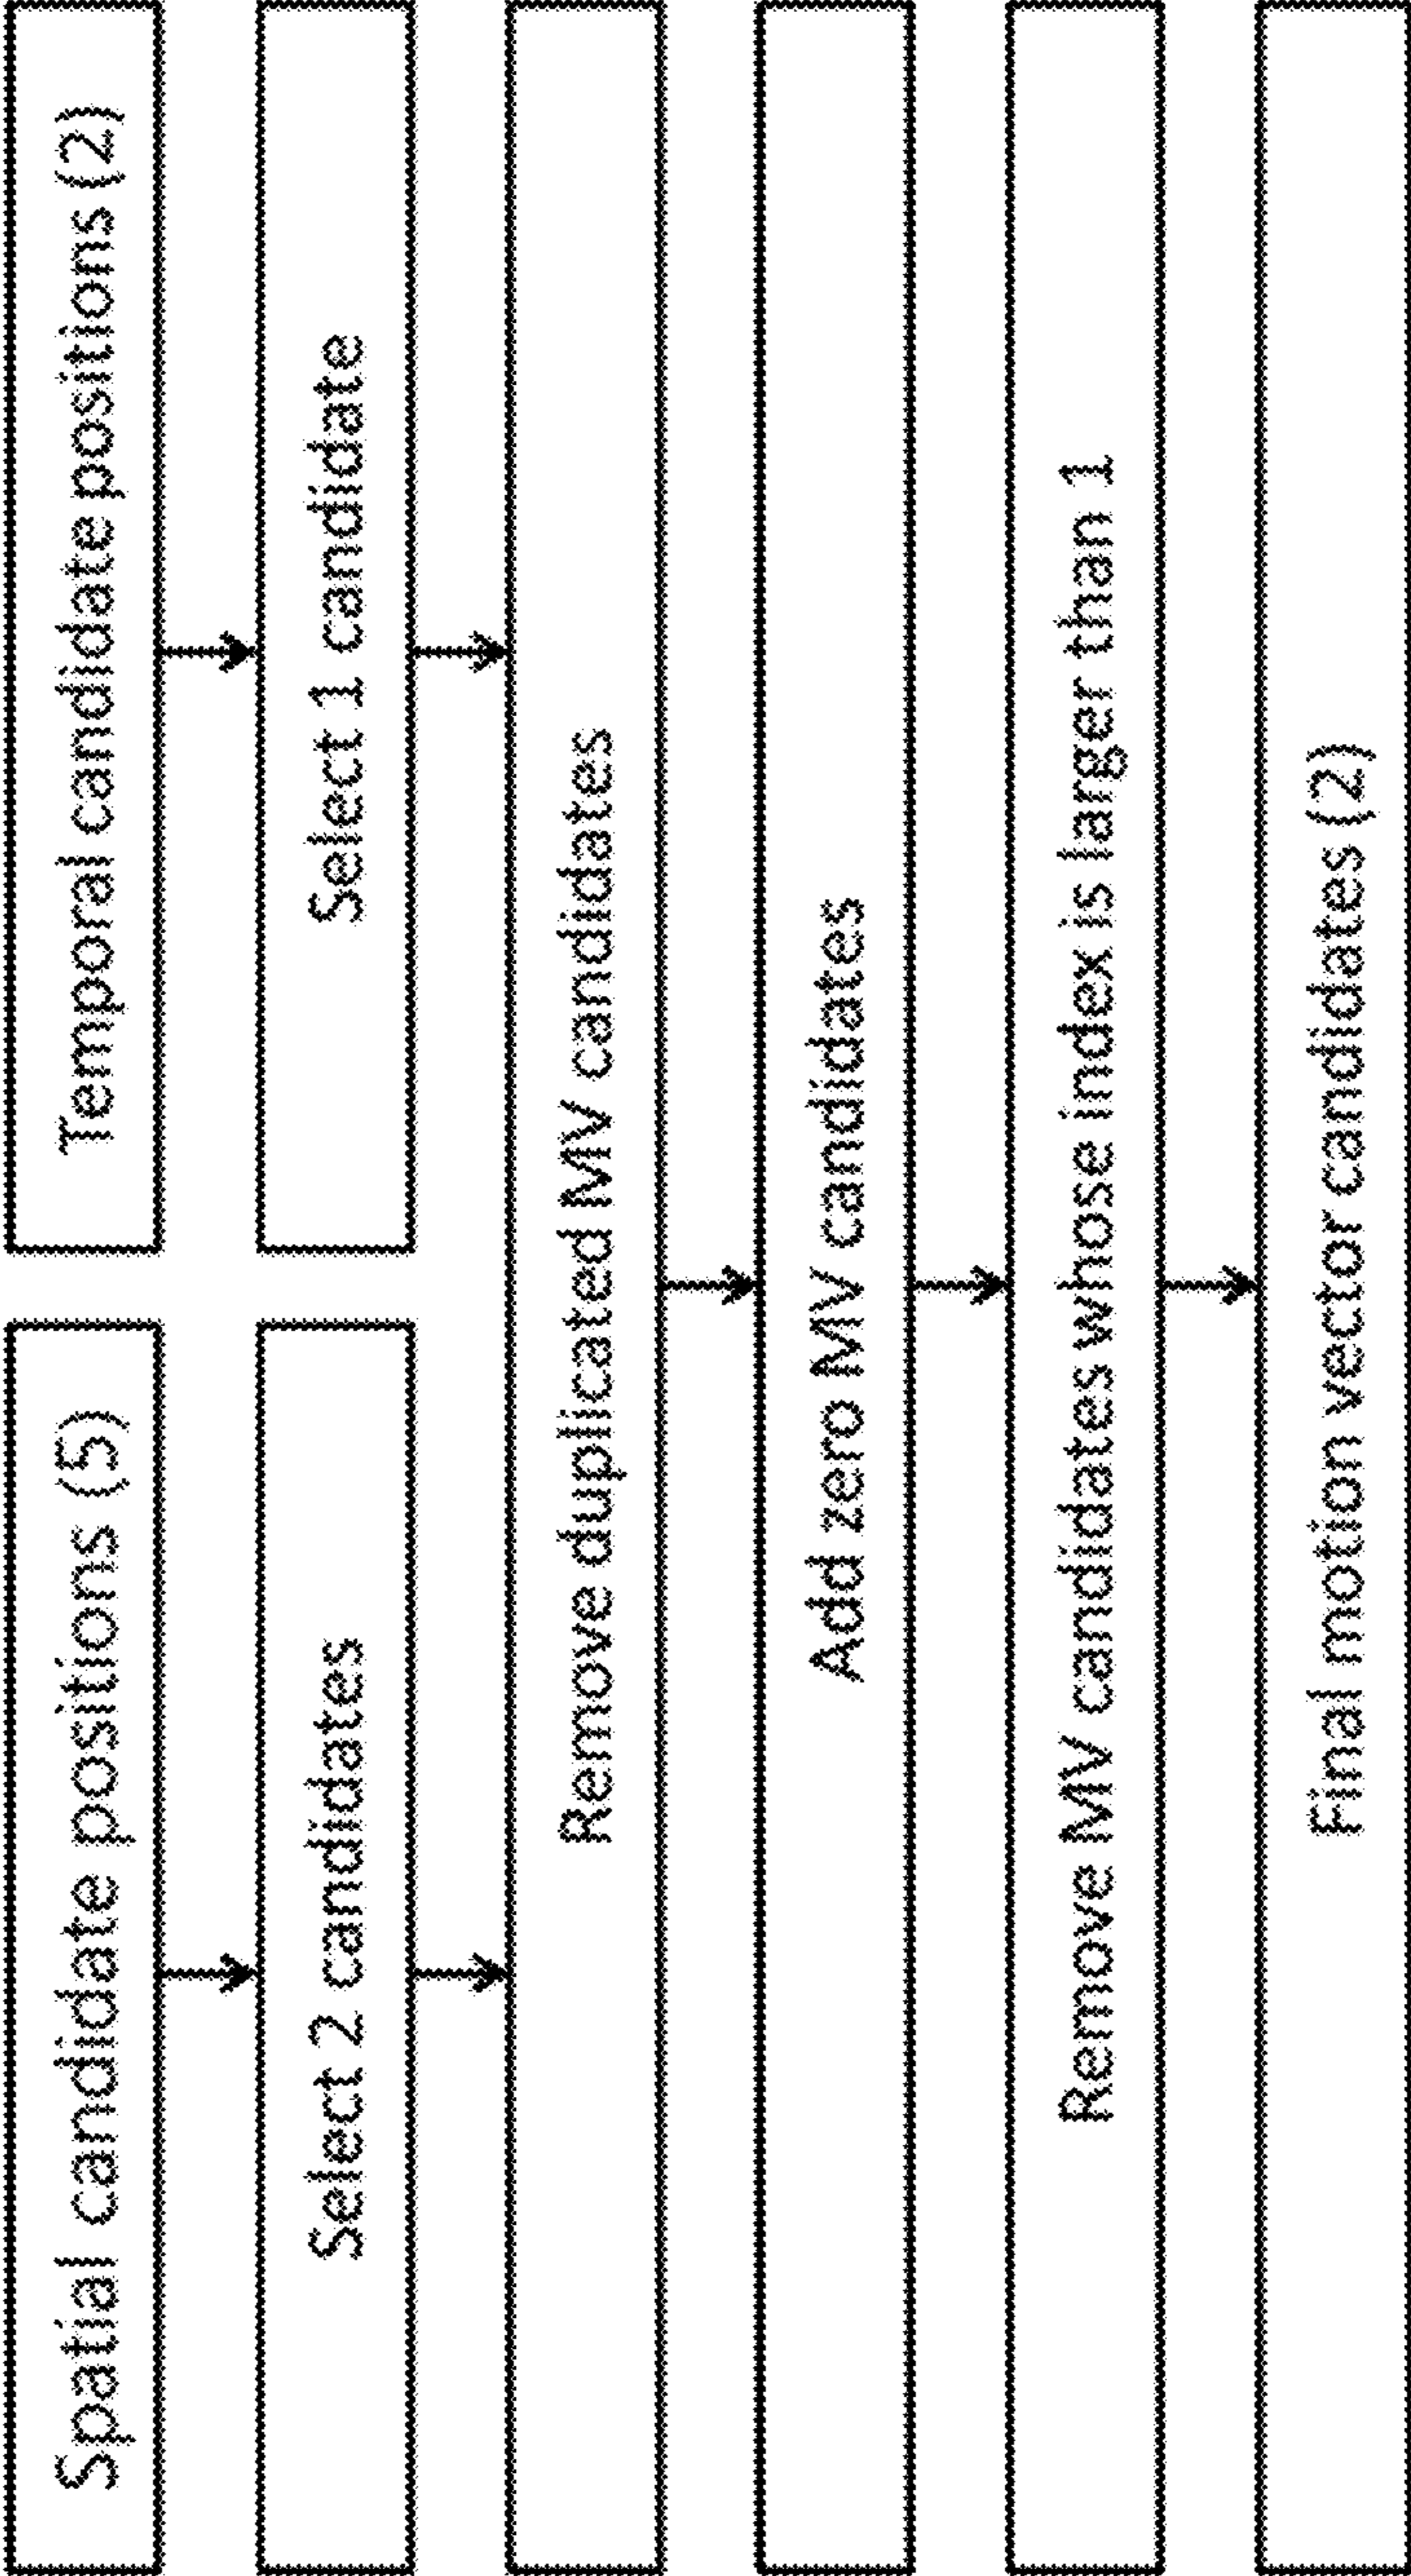 Spatial candidate positions (5)
Temporal candidate positions (2)
Select 2 candidates
Select 1 candidate
Remove duplicated MV candidates
Add zero MV candidates
Remove MV candidates whose index is larger than 1
Final motion vector candidates (2)